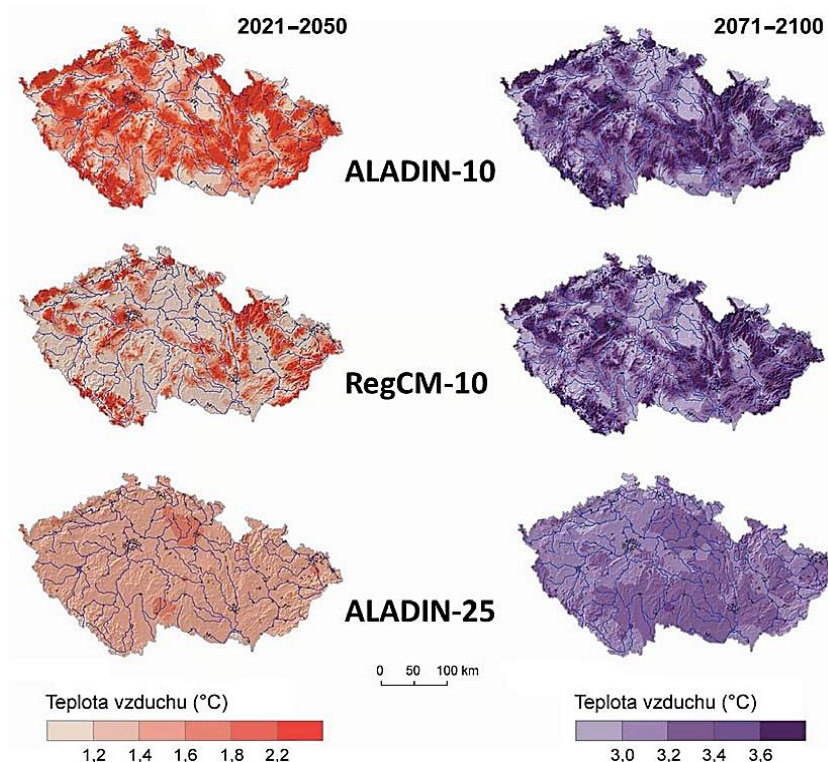 2021–2050
2071–2100
ALADIN-10
RegCM-10
ALADIN-25
0 50 100 km
Teplota vzduchu (°C)
1,2 1,4 1,6 1,8 2,2
Teplota vzduchu (°C)
3,0 3,2 3,4 3,6